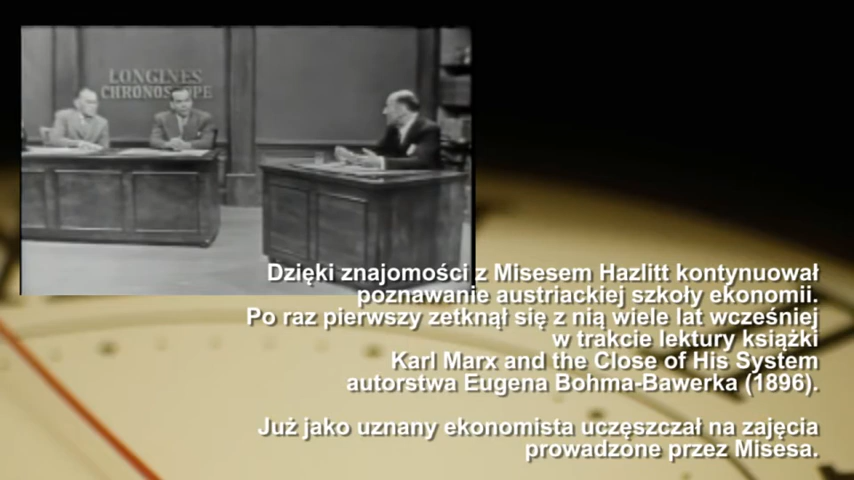 LONGINES
CHRONOSCOPE
Dzięki znajomości z Misesem Hazlitt kontynuował
poznawanie austriackiej szkoły ekonomii.
Po raz pierwszy zetknął się z nią wiele lat wcześniej
w trakcie lektury książki
Karl Marx and the Close of His System
autorstwa Eugena Bohma-Bawerka (1896).
Już jako uznany ekonomista uczęszczał na zajęcia
prowadzone przez Misesa.